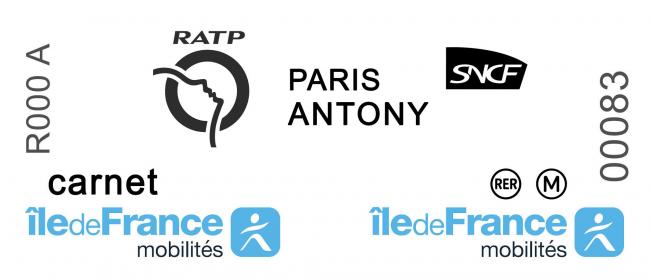 R000 A
RATP
PARIS
ANTONY
SNCF
00083
carnet
RER M
îledeFrance
mobilités
îledeFrance
mobilités